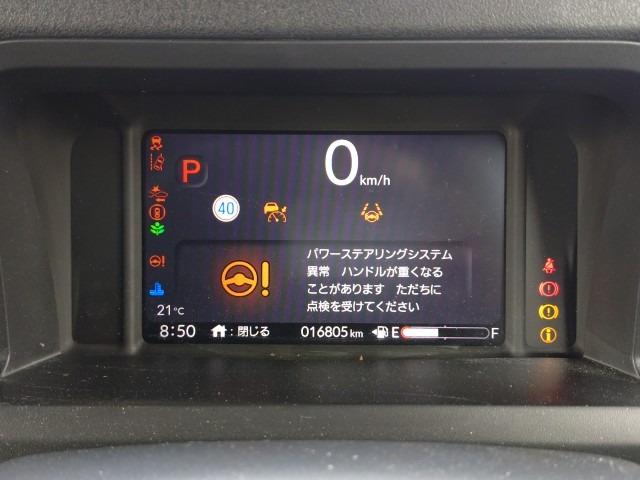 P
0 km/h
40
パワーステアリングシステム
異常 ハンドルが重くなる
ことがあります ただちに
点検を受けてください
21℃
8:50 :閉じる 016805km E F